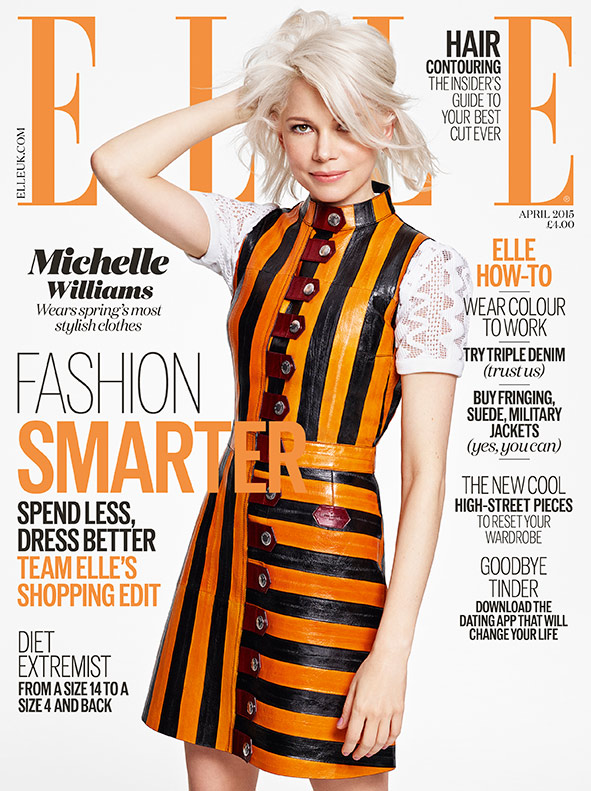 ELLE
ELLEUK.COM
HAIR
CONTOURING
THE INSIDER'S
GUIDE TO
YOUR BEST
CUT EVER
APRIL 2015
£4.00
Michelle
Williams
Wears spring's most
stylish clothes
FASHION
SMARTER
SPEND LESS,
DRESS BETTER
TEAM ELLE'S
SHOPPING EDIT
DIET
EXTREMIST
FROM A SIZE 14 TO A
SIZE 4 AND BACK
ELLE
HOW-TO
WEAR COLOUR
TO WORK
TRY TRIPLE DENIM
(trust us)
BUY FRINGING,
SUEDE, MILITARY
JACKETS
(yes, you can)
THE NEW COOL
HIGH-STREET PIECES
TO RESET YOUR
WARDROBE
GOODBYE
TINDER
DOWNLOAD THE
DATING APP THAT WILL
CHANGE YOUR LIFE